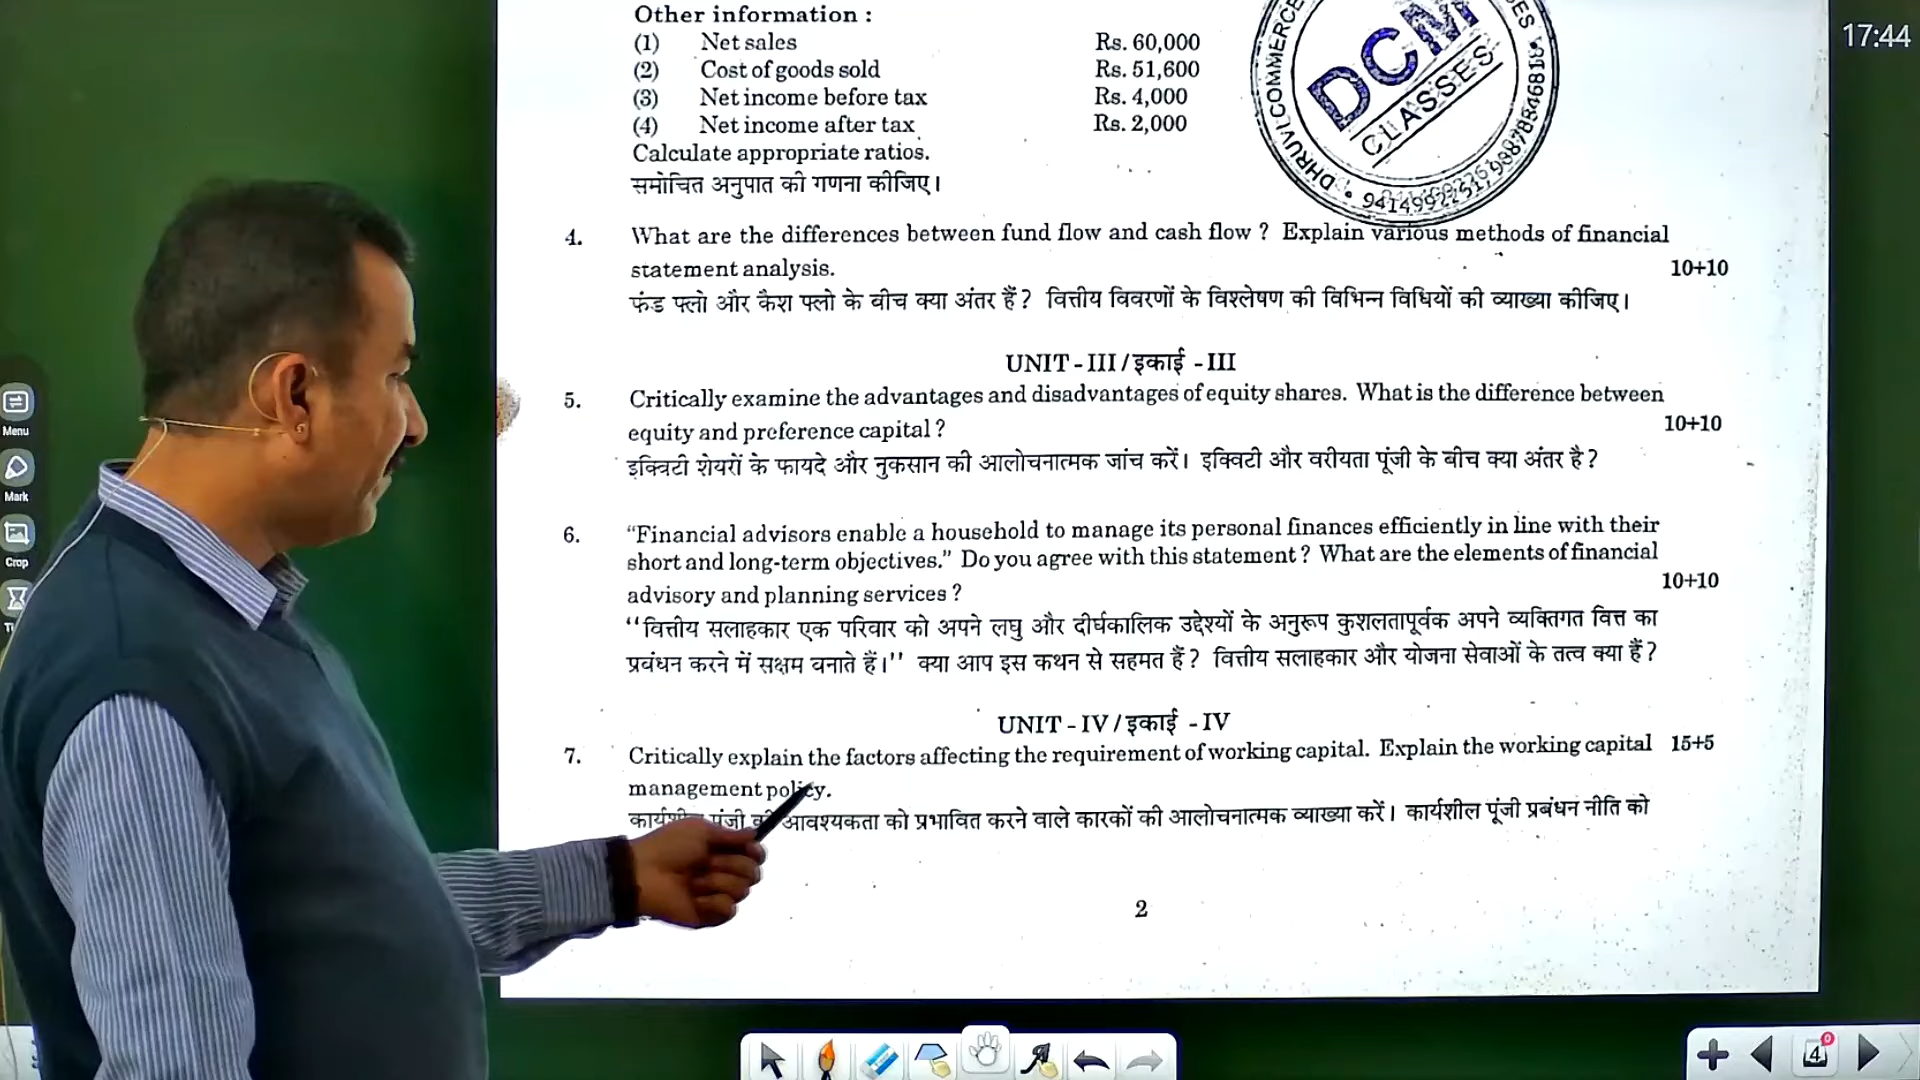 Other information :
(1) Net sales Rs. 60,000
(2) Cost of goods sold Rs. 51,600
(3) Net income before tax Rs. 4,000
(4) Net income after tax Rs. 2,000
Calculate appropriate ratios.
समोचित अनुपात की गणना कीजिए।
4. What are the differences between fund flow and cash flow ? Explain various methods of financial
statement analysis. 10+10
फंड फ्लो और कैश फ्लो के बीच क्या अंतर हैं? वित्तीय विवरणों के विश्लेषण की विभिन्न विधियों की व्याख्या कीजिए।
UNIT - III / इकाई - III
5. Critically examine the advantages and disadvantages of equity shares. What is the difference between
equity and preference capital ? 10+10
इक्विटी शेयरों के फायदे और नुकसान की आलोचनात्मक जांच करें। इक्विटी और वरीयता पूंजी के बीच क्या अंतर है?
6. “Financial advisors enable a household to manage its personal finances efficiently in line with their
short and long-term objectives.” Do you agree with this statement ? What are the elements of financial
advisory and planning services ? 10+10
‘‘वित्तीय सलाहकार एक परिवार को अपने लघु और दीर्घकालिक उद्देश्यों के अनुरूप कुशलतापूर्वक अपने व्यक्तिगत वित्त का
प्रबंधन करने में सक्षम बनाते हैं।’’ क्या आप इस कथन से सहमत हैं? वित्तीय सलाहकार और योजना सेवाओं के तत्व क्या हैं?
UNIT - IV / इकाई - IV
7. Critically explain the factors affecting the requirement of working capital. Explain the working capital 15+5
management policy.
कार्यशील पूंजी की आवश्यकता को प्रभावित करने वाले कारकों की आलोचनात्मक व्याख्या करें। कार्यशील पूंजी प्रबंधन नीति को
2
DCM
CLASSES
17:44
Menu
Mark
Crop
4
0